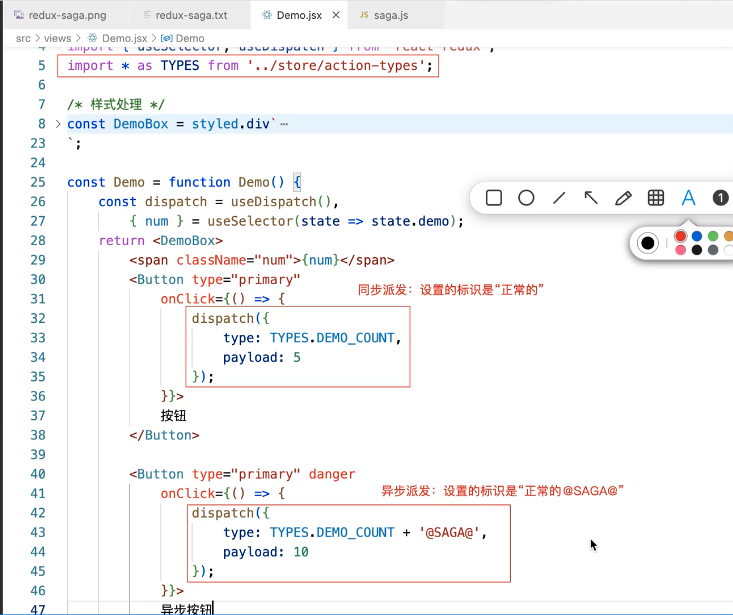 redux-saga.png redux-saga.txt Demo.jsx JS saga.js
src > views > Demo.jsx > Demo
4 import { useSelector, useDispatch } from 'react-redux';
5 import * as TYPES from '../store/action-types';
6
7 /* 样式处理 */
8 const DemoBox = styled.div` ⋯
23 `;
24
25 const Demo = function Demo() {
26 const dispatch = useDispatch(),
27 { num } = useSelector(state => state.demo);
28 return <DemoBox>
29 <span className="num">{num}</span>
30 <Button type="primary"
同步派发：设置的标识是“正常的”
31 onClick={() => {
32 dispatch({
33 type: TYPES.DEMO_COUNT,
34 payload: 5
35 });
36 }}>
37 按钮
38 </Button>
39
40 <Button type="primary" danger
异步派发：设置的标识是“正常的@SAGA@”
41 onClick={() => {
42 dispatch({
43 type: TYPES.DEMO_COUNT + '@SAGA@',
44 payload: 10
45 });
46 }}>
47 异步按钮
A 1